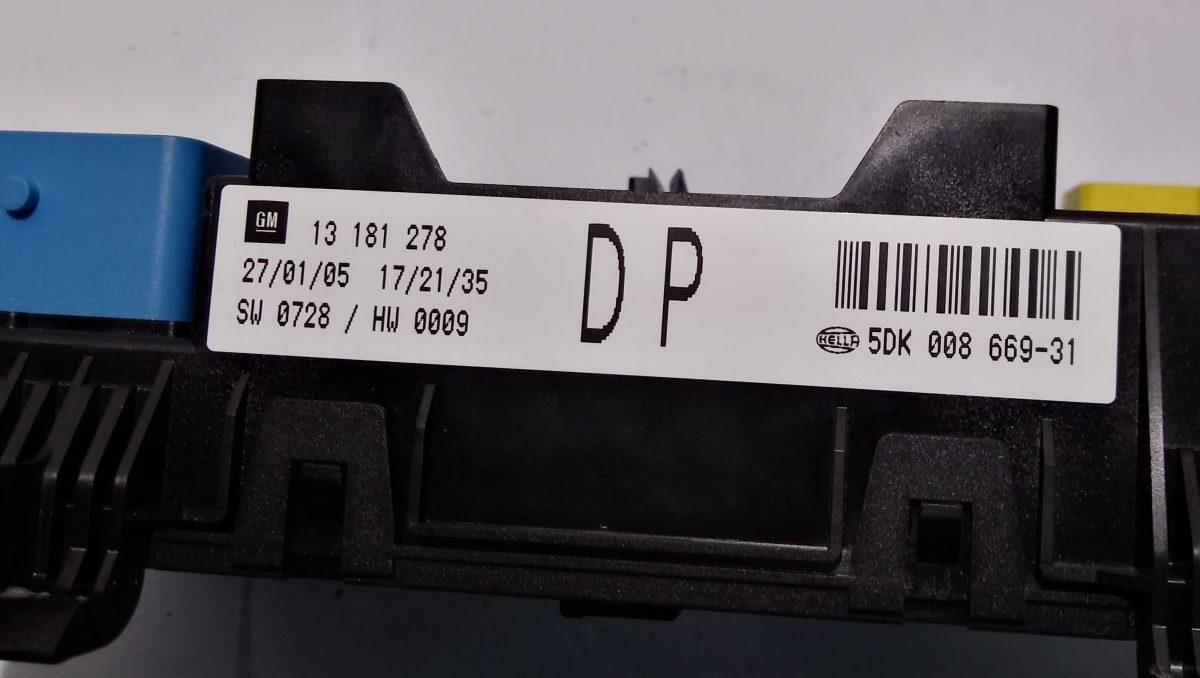 GM 13 181 278
27/01/05 17/21/35
SW 0728 / HW 0009
DP
HELLA 5DK 008 669-31